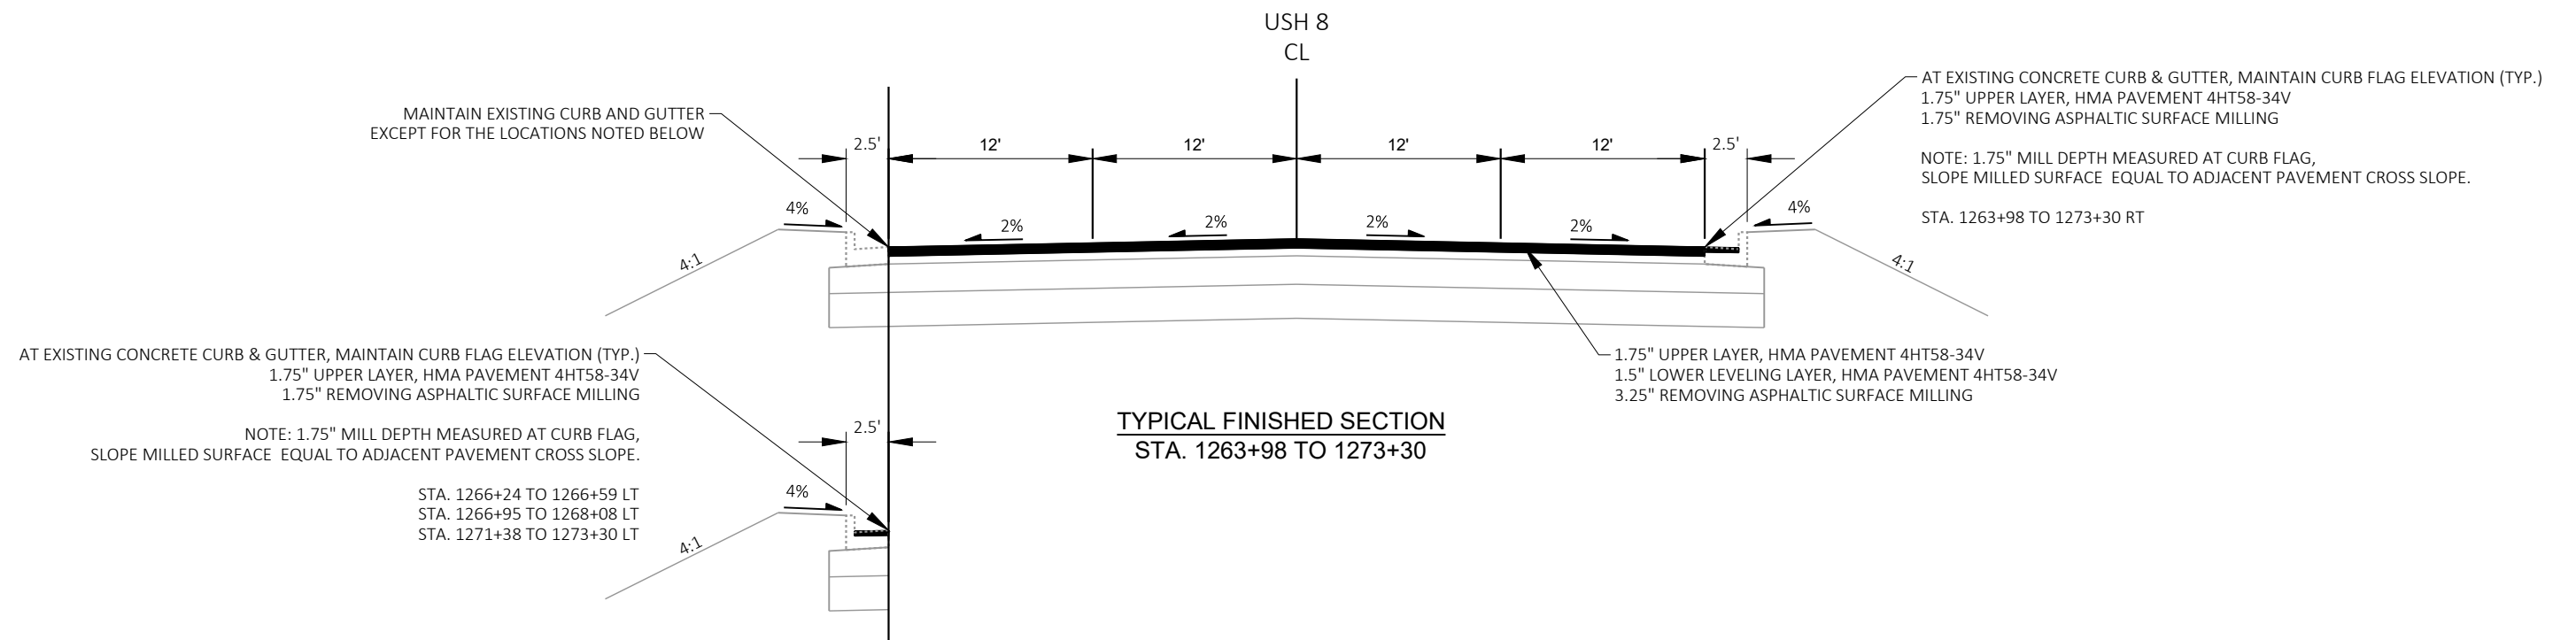 USH 8
CL
MAINTAIN EXISTING CURB AND GUTTER
EXCEPT FOR THE LOCATIONS NOTED BELOW
2.5'
12'
12'
12'
12'
2.5'
AT EXISTING CONCRETE CURB & GUTTER, MAINTAIN CURB FLAG ELEVATION (TYP.)
1.75" UPPER LAYER, HMA PAVEMENT 4HT58-34V
1.75" REMOVING ASPHALTIC SURFACE MILLING
NOTE: 1.75" MILL DEPTH MEASURED AT CURB FLAG,
SLOPE MILLED SURFACE EQUAL TO ADJACENT PAVEMENT CROSS SLOPE.
STA. 1263+98 TO 1273+30 RT
4%
2%
2%
2%
2%
4%
4:1
4:1
AT EXISTING CONCRETE CURB & GUTTER, MAINTAIN CURB FLAG ELEVATION (TYP.)
1.75" UPPER LAYER, HMA PAVEMENT 4HT58-34V
1.75" REMOVING ASPHALTIC SURFACE MILLING
NOTE: 1.75" MILL DEPTH MEASURED AT CURB FLAG,
SLOPE MILLED SURFACE EQUAL TO ADJACENT PAVEMENT CROSS SLOPE.
STA. 1266+24 TO 1266+59 LT
STA. 1266+95 TO 1268+08 LT
STA. 1271+38 TO 1273+30 LT
1.75" UPPER LAYER, HMA PAVEMENT 4HT58-34V
1.5" LOWER LEVELING LAYER, HMA PAVEMENT 4HT58-34V
3.25" REMOVING ASPHALTIC SURFACE MILLING
TYPICAL FINISHED SECTION
STA. 1263+98 TO 1273+30
2.5'
4%
4:1